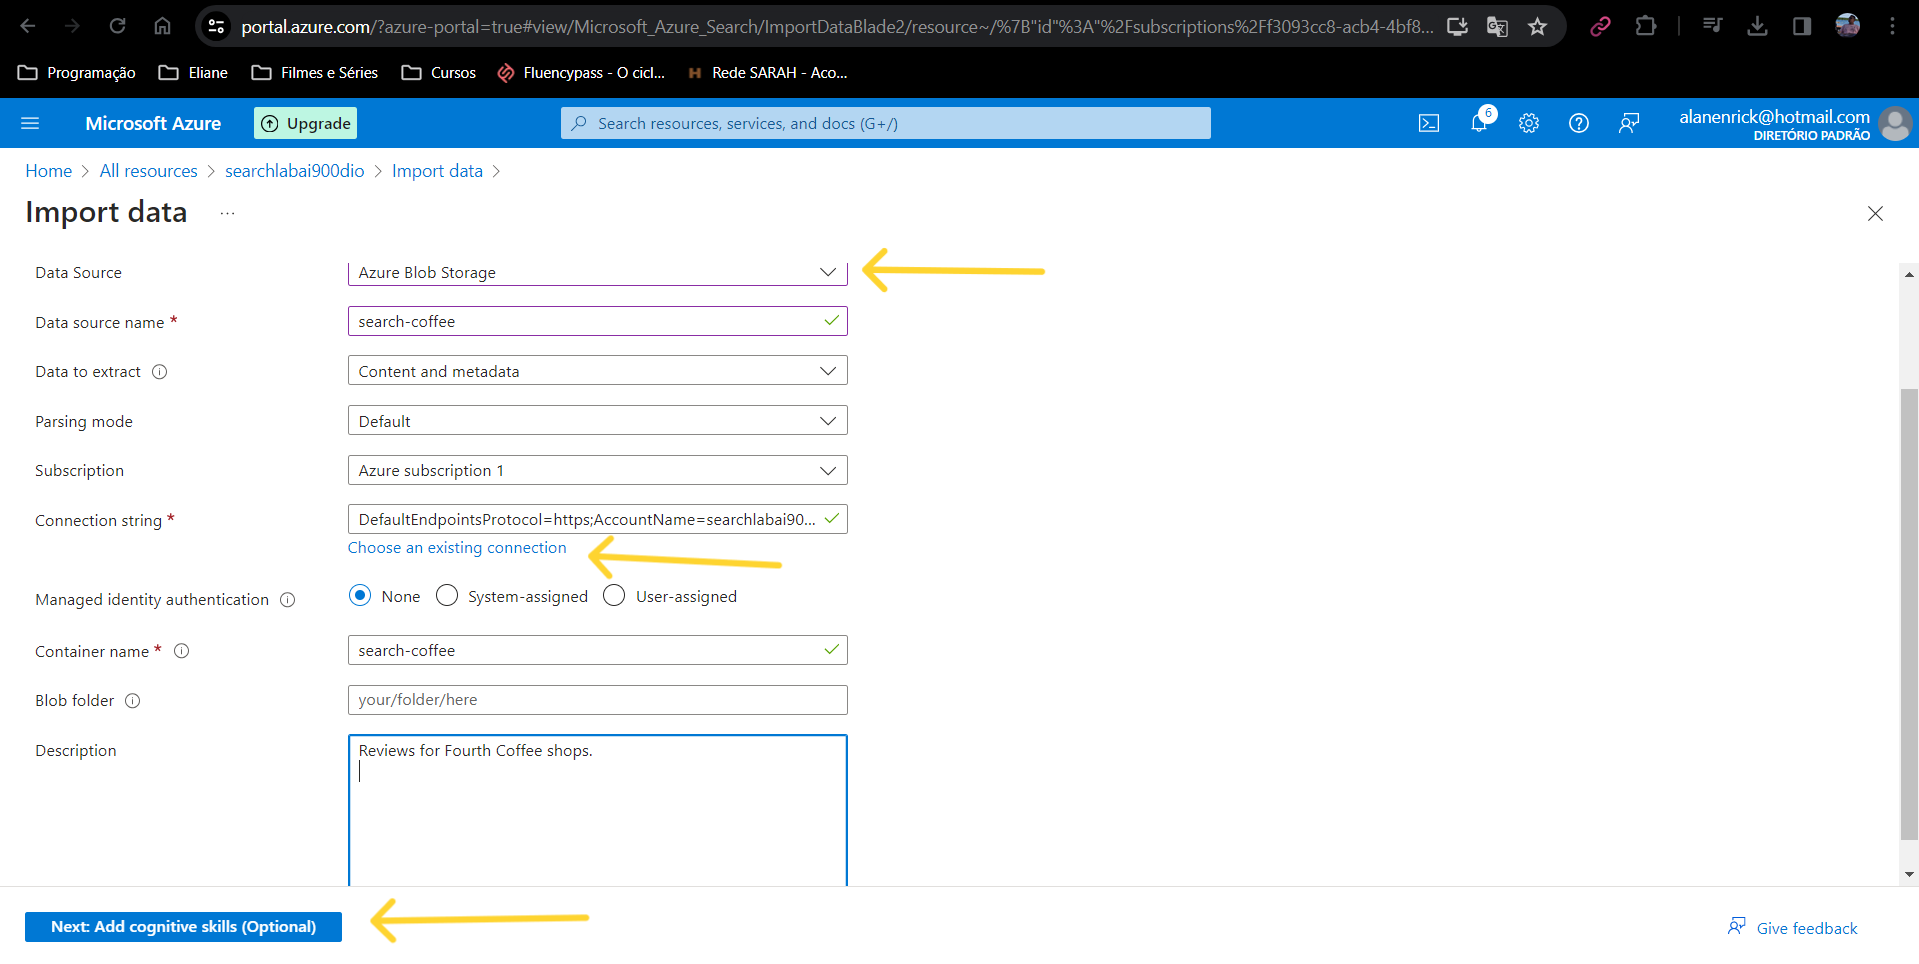 portal.azure.com/?azure-portal=true#view/Microsoft_Azure_Search/ImportDataBlade2/resource~/%7B"id"%3A"%2Fsubscriptions%2Ff3093cc8-acb4-4bf8...
Programação Eliane Filmes e Séries Cursos Fluencypass - O cicl... Rede SARAH - Aco...
Microsoft Azure Upgrade Search resources, services, and docs (G+/) 6 alanenrick@hotmail.com
DIRETÓRIO PADRÃO
Home > All resources > searchlabai900dio > Import data >
Import data ...
Data Source Azure Blob Storage
Data source name * search-coffee
Data to extract Content and metadata
Parsing mode Default
Subscription Azure subscription 1
Connection string * DefaultEndpointsProtocol=https;AccountName=searchlabai90...
Choose an existing connection
Managed identity authentication None System-assigned User-assigned
Container name * search-coffee
Blob folder your/folder/here
Description Reviews for Fourth Coffee shops.
Next: Add cognitive skills (Optional) Give feedback